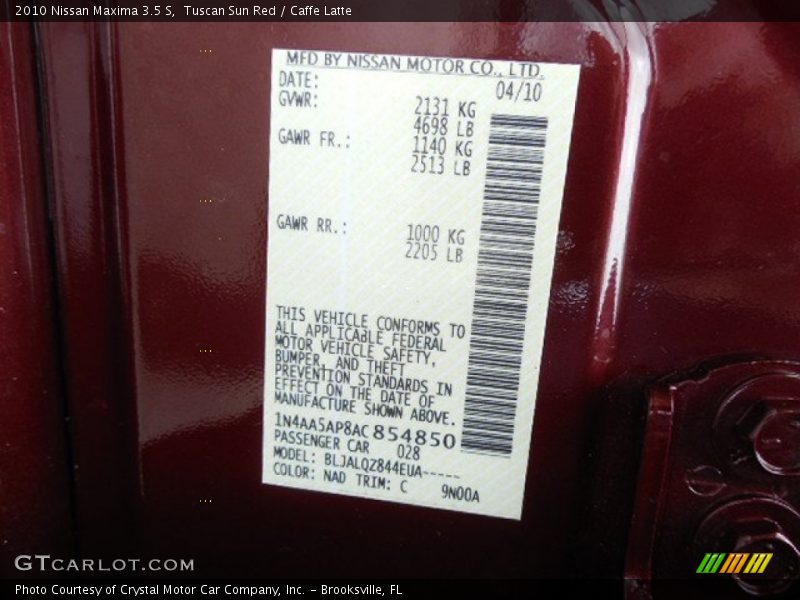 2010 Nissan Maxima 3.5 S,  Tuscan Sun Red / Caffe Latte
MFD BY NISSAN MOTOR CO., LTD.
DATE: 04/10
GVWR: 2131 KG
4698 LB
GAWR FR.: 1140 KG
2513 LB
GAWR RR.: 1000 KG
2205 LB
THIS VEHICLE CONFORMS TO
ALL APPLICABLE FEDERAL
MOTOR VEHICLE SAFETY,
BUMPER, AND THEFT
PREVENTION STANDARDS IN
EFFECT ON THE DATE OF
MANUFACTURE SHOWN ABOVE.
1N4AA5AP8AC854850
PASSENGER CAR 028
MODEL: BLJALQZ844EUA-----
COLOR: NAD TRIM: C 9N00A
GTCARLOT.COM
Photo Courtesy of Crystal Motor Car Company, Inc. – Brooksville, FL